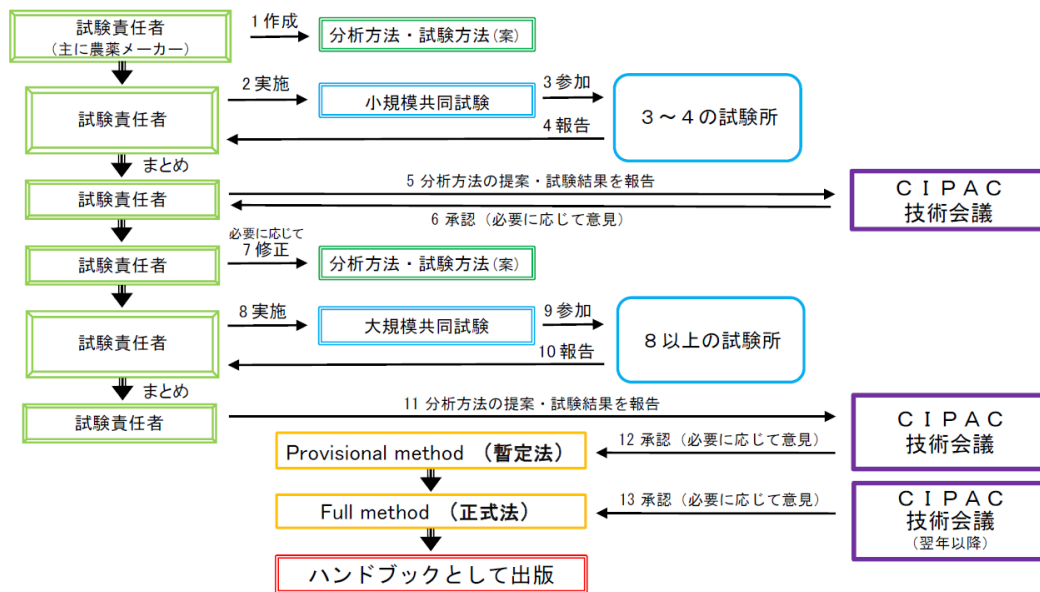 試験責任者
(主に農薬メーカー)
1 作成
分析方法・試験方法(案)
試験責任者
2 実施
小規模共同試験
3 参加
4 報告
3～4の試験所
まとめ
試験責任者
5 分析方法の提案・試験結果を報告
6 承認（必要に応じて意見）
CIPAC
技術会議
試験責任者
必要に応じて
7 修正
分析方法・試験方法(案)
試験責任者
8 実施
大規模共同試験
9 参加
10 報告
8以上の試験所
まとめ
試験責任者
11 分析方法の提案・試験結果を報告
CIPAC
技術会議
12 承認（必要に応じて意見）
Provisional method （暫定法）
13 承認（必要に応じて意見）
Full method （正式法）
CIPAC
技術会議
(翌年以降)
ハンドブックとして出版